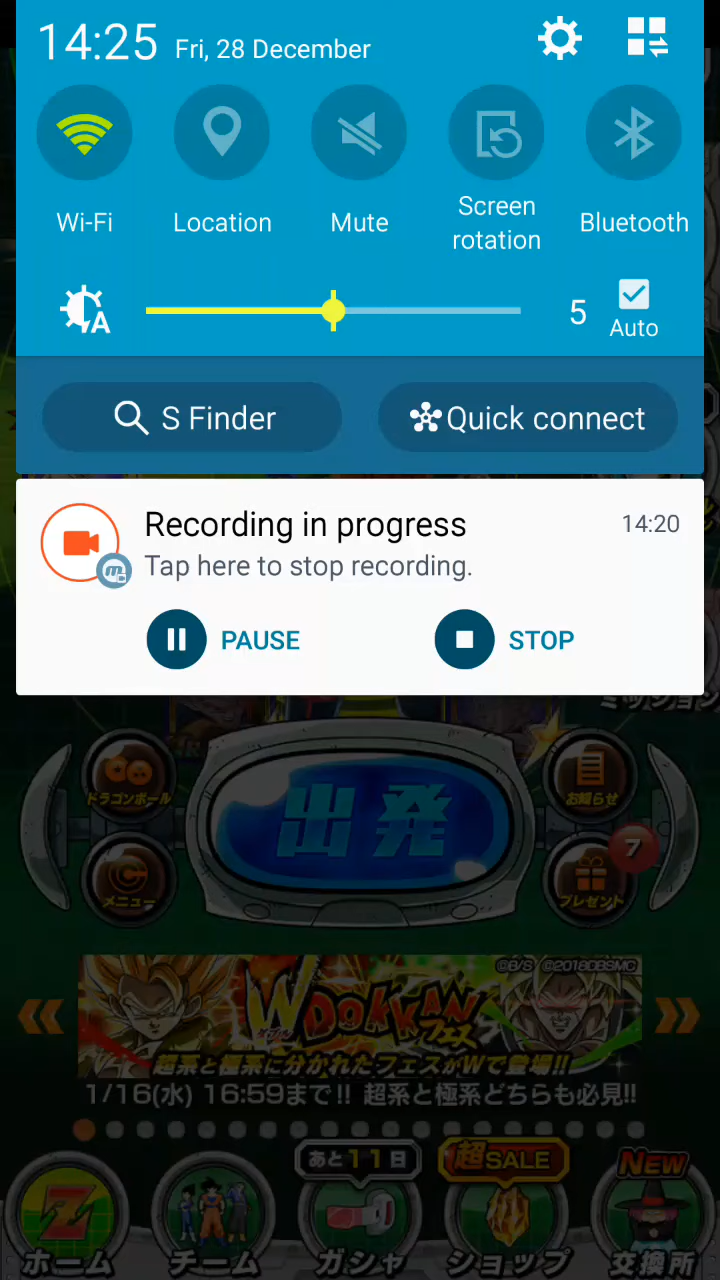 14:25 Fri, 28 December
Wi-Fi
Location
Mute
Screen
rotation
Bluetooth
A
5
Auto
S Finder
Quick connect
Recording in progress
14:20
Tap here to stop recording.
PAUSE
STOP
ミッション
ドラゴンボール
出発
お知らせ
7
メニュー
プレゼント
©B/S ©2018DBSMC
W DOKKAN
フェス
超系と極系に分かれたフェスがWで登場!!
1/16(水) 16:59まで!! 超系と極系どちらも必見!!
あと11日
超SALE
NEW
Z
ホーム
チーム
ガシャ
ショップ
交換所